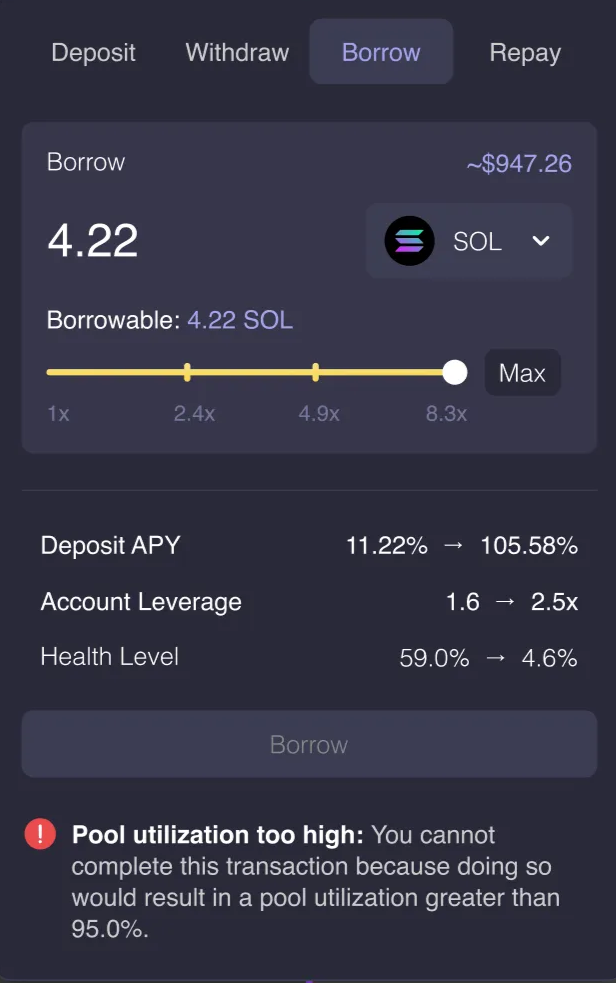 Deposit Withdraw Borrow Repay
Borrow ~$947.26
4.22 SOL
Borrowable: 4.22 SOL
Max
1x 2.4x 4.9x 8.3x
Deposit APY 11.22% → 105.58%
Account Leverage 1.6 → 2.5x
Health Level 59.0% → 4.6%
Borrow
Pool utilization too high: You cannot
complete this transaction because doing so
would result in a pool utilization greater than
95.0%.